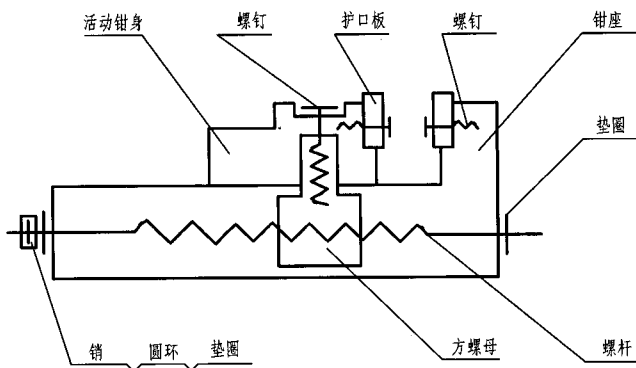 活动钳身 螺钉 护口板 螺钉 钳座
垫圈
销 圆环 垫圈 方螺母 螺杆